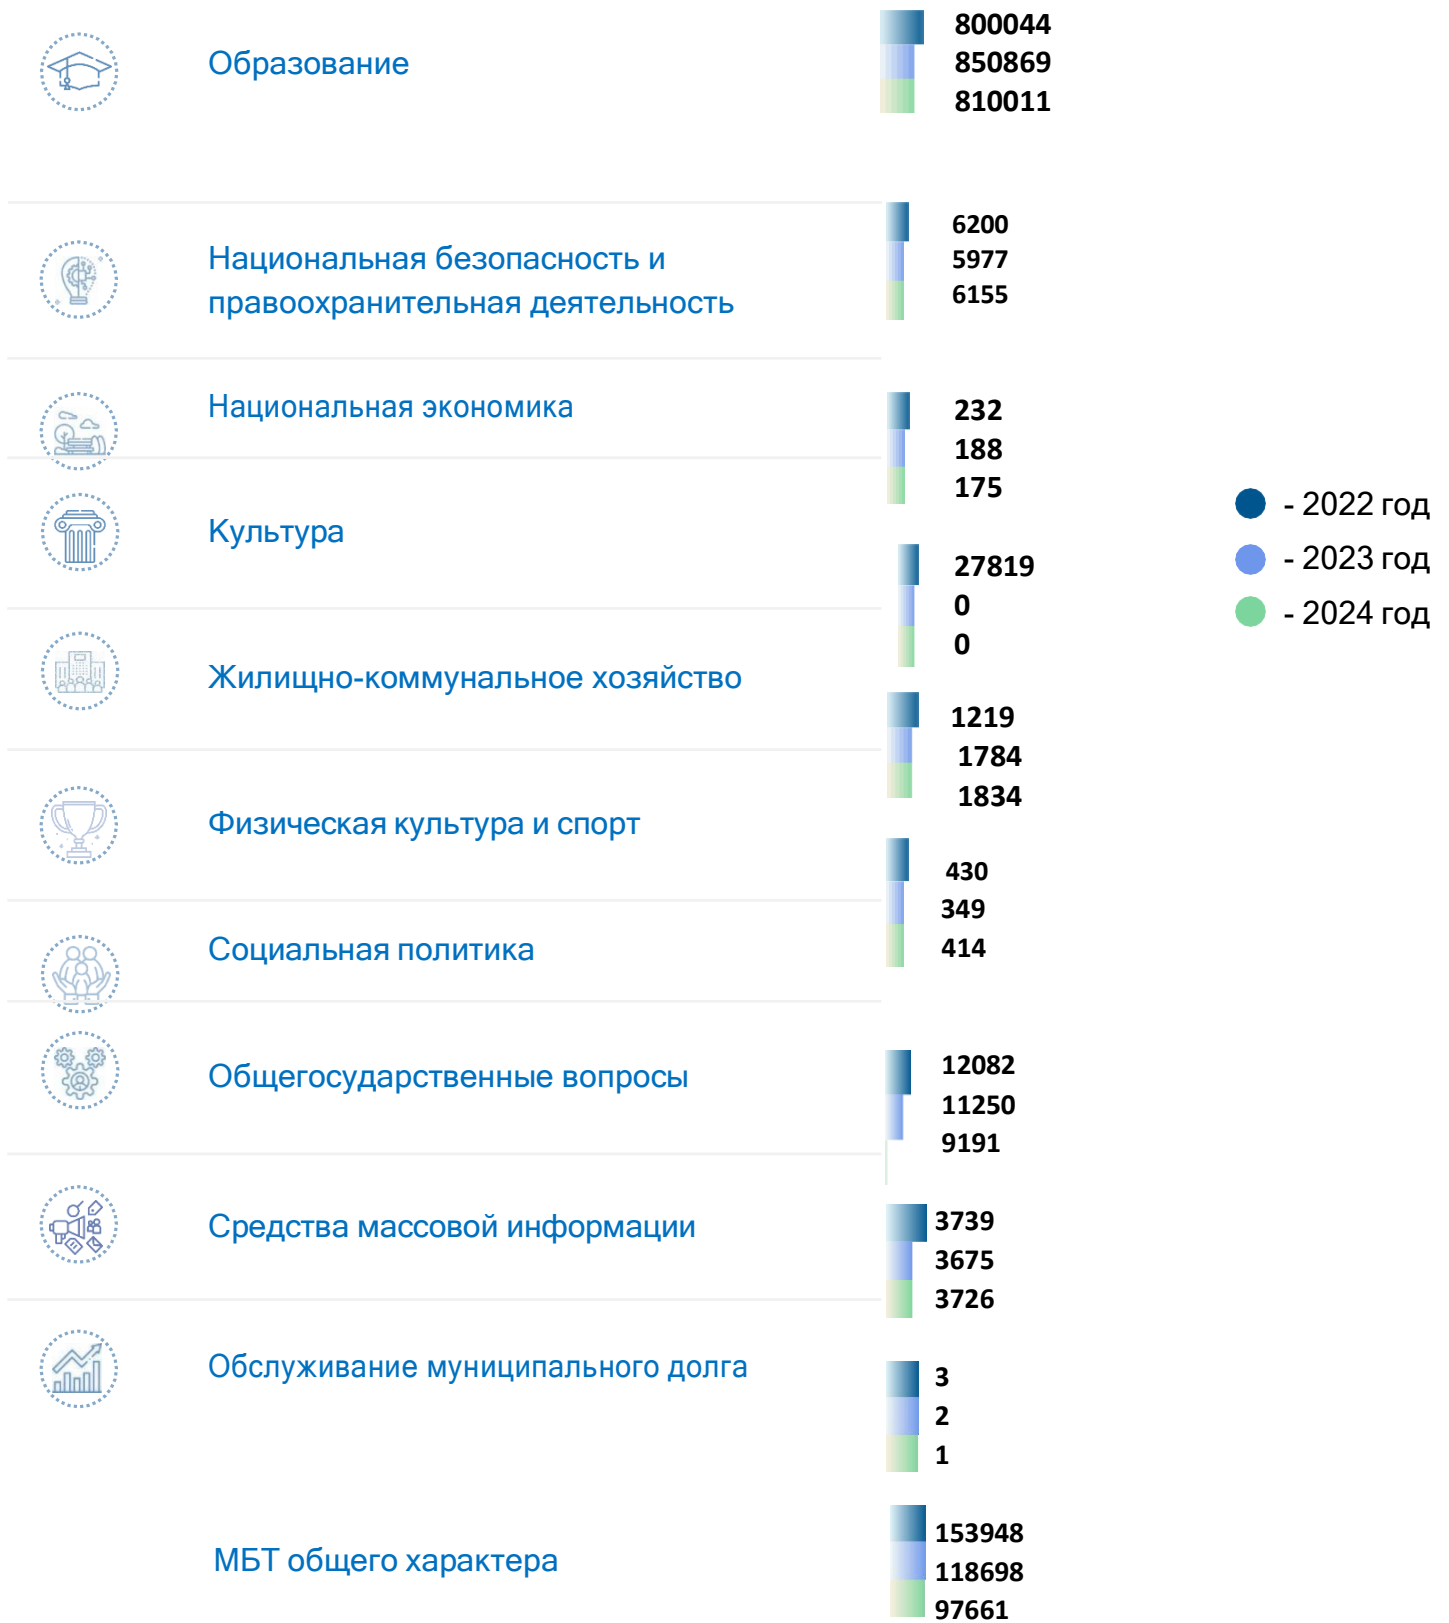 Образование
800044
850869
810011
Национальная безопасность и
правоохранительная деятельность
6200
5977
6155
Национальная экономика
232
188
175
Культура
27819
0
0
- 2022 год
- 2023 год
- 2024 год
Жилищно-коммунальное хозяйство
1219
1784
1834
Физическая культура и спорт
430
349
414
Социальная политика
Общегосударственные вопросы
12082
11250
9191
Средства массовой информации
3739
3675
3726
Обслуживание муниципального долга
3
2
1
МБТ общего характера
153948
118698
97661